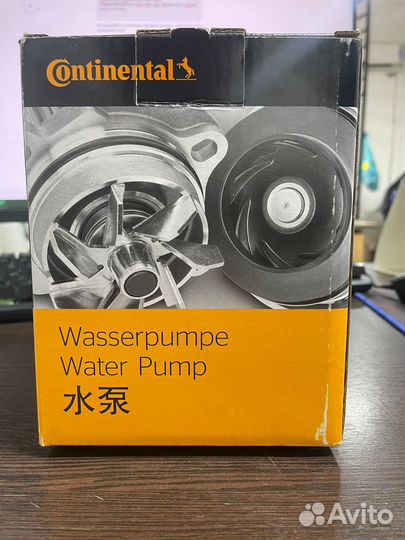 Continental
Wasserpumpe
Water Pump
水泵
Avito